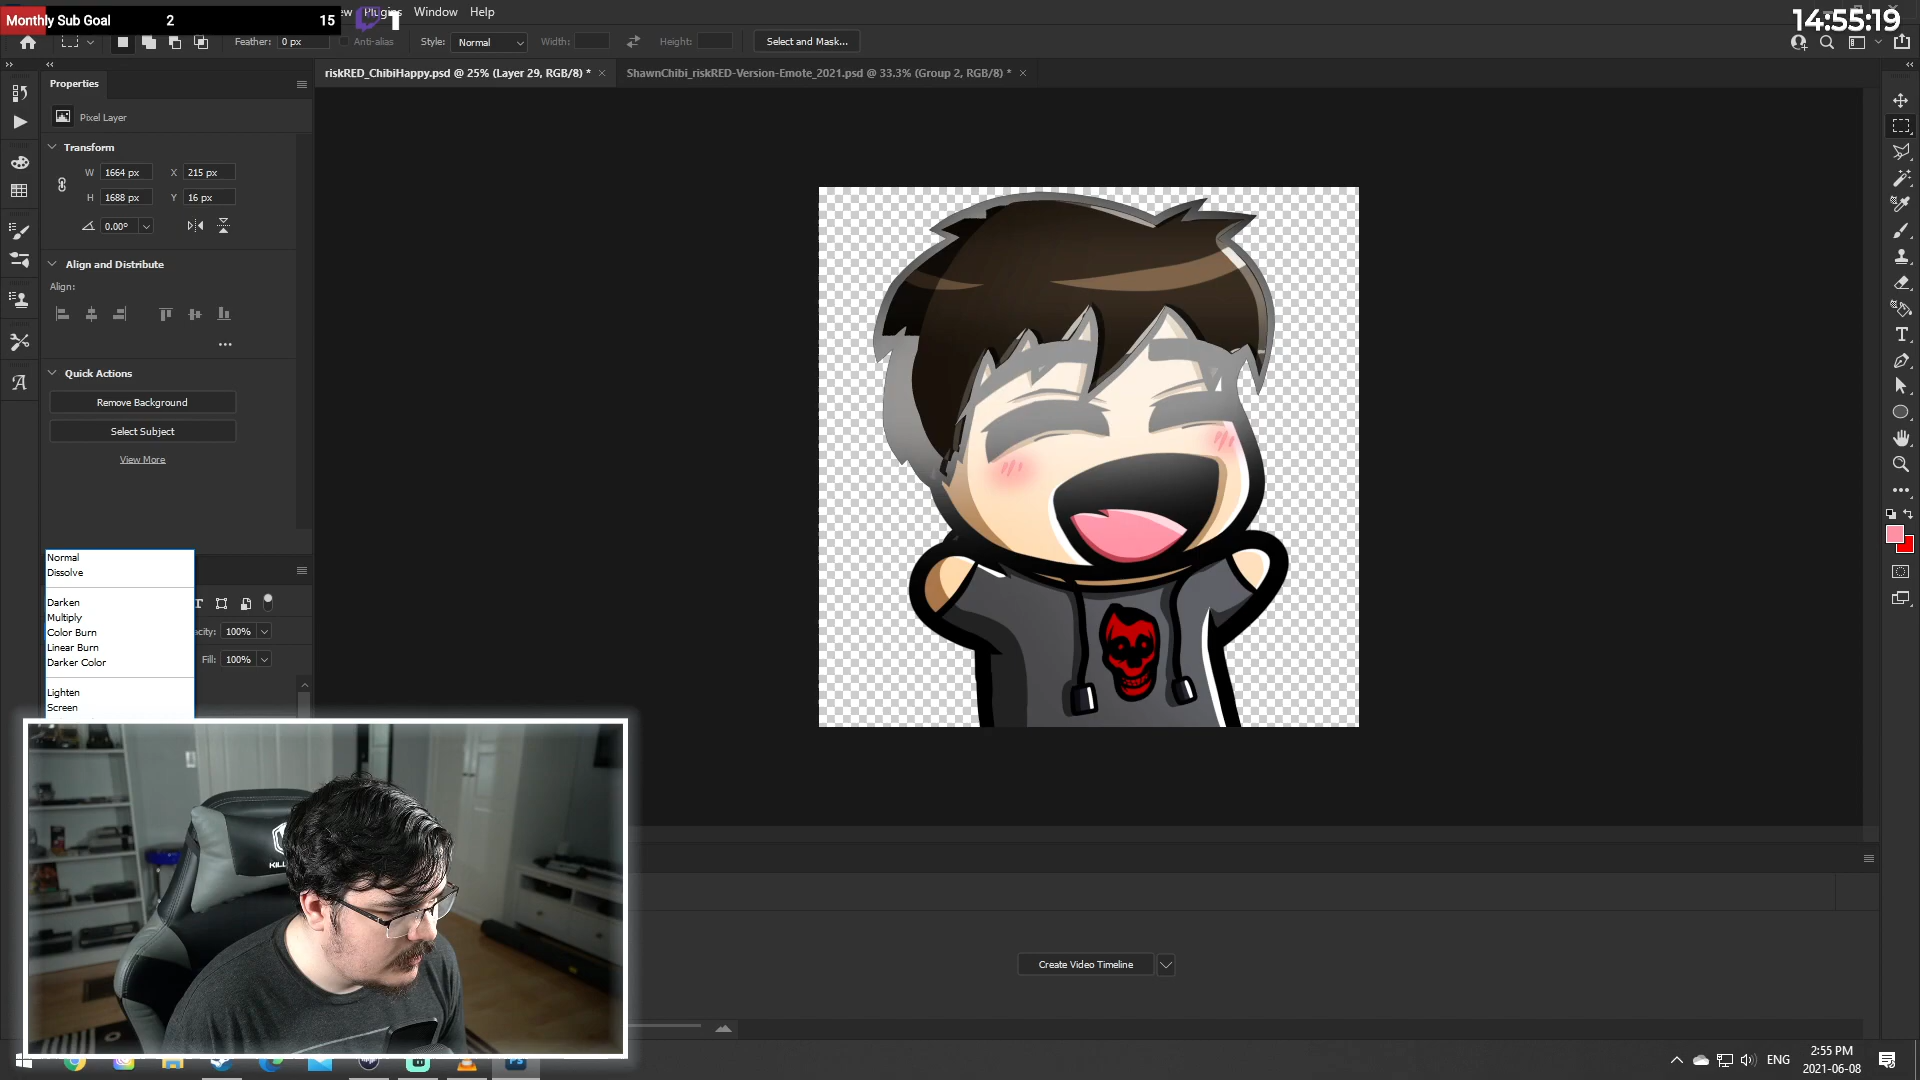 Monthly Sub Goal 2 15
1
Plugins Window Help
14:55:19
Feather: 0 px Anti-alias Style: Normal Width: Height: Select and Mask...
Properties
riskRED_ChibiHappy.psd @ 25% (Layer 29, RGB/8) * ×
ShawnChibi_riskRED-Version-Emote_2021.psd @ 33.3% (Group 2, RGB/8) * ×
Pixel Layer
Transform
W 1664 px X 215 px
H 1688 px Y 16 px
0.00°
Align and Distribute
Align:
Quick Actions
Remove Background
Select Subject
View More
Normal
Dissolve
Darken
Multiply
Color Burn
Linear Burn
Darker Color
Lighten
Screen
acity: 100%
Fill: 100%
KILL
Create Video Timeline
ENG
2:55 PM
2021-06-08